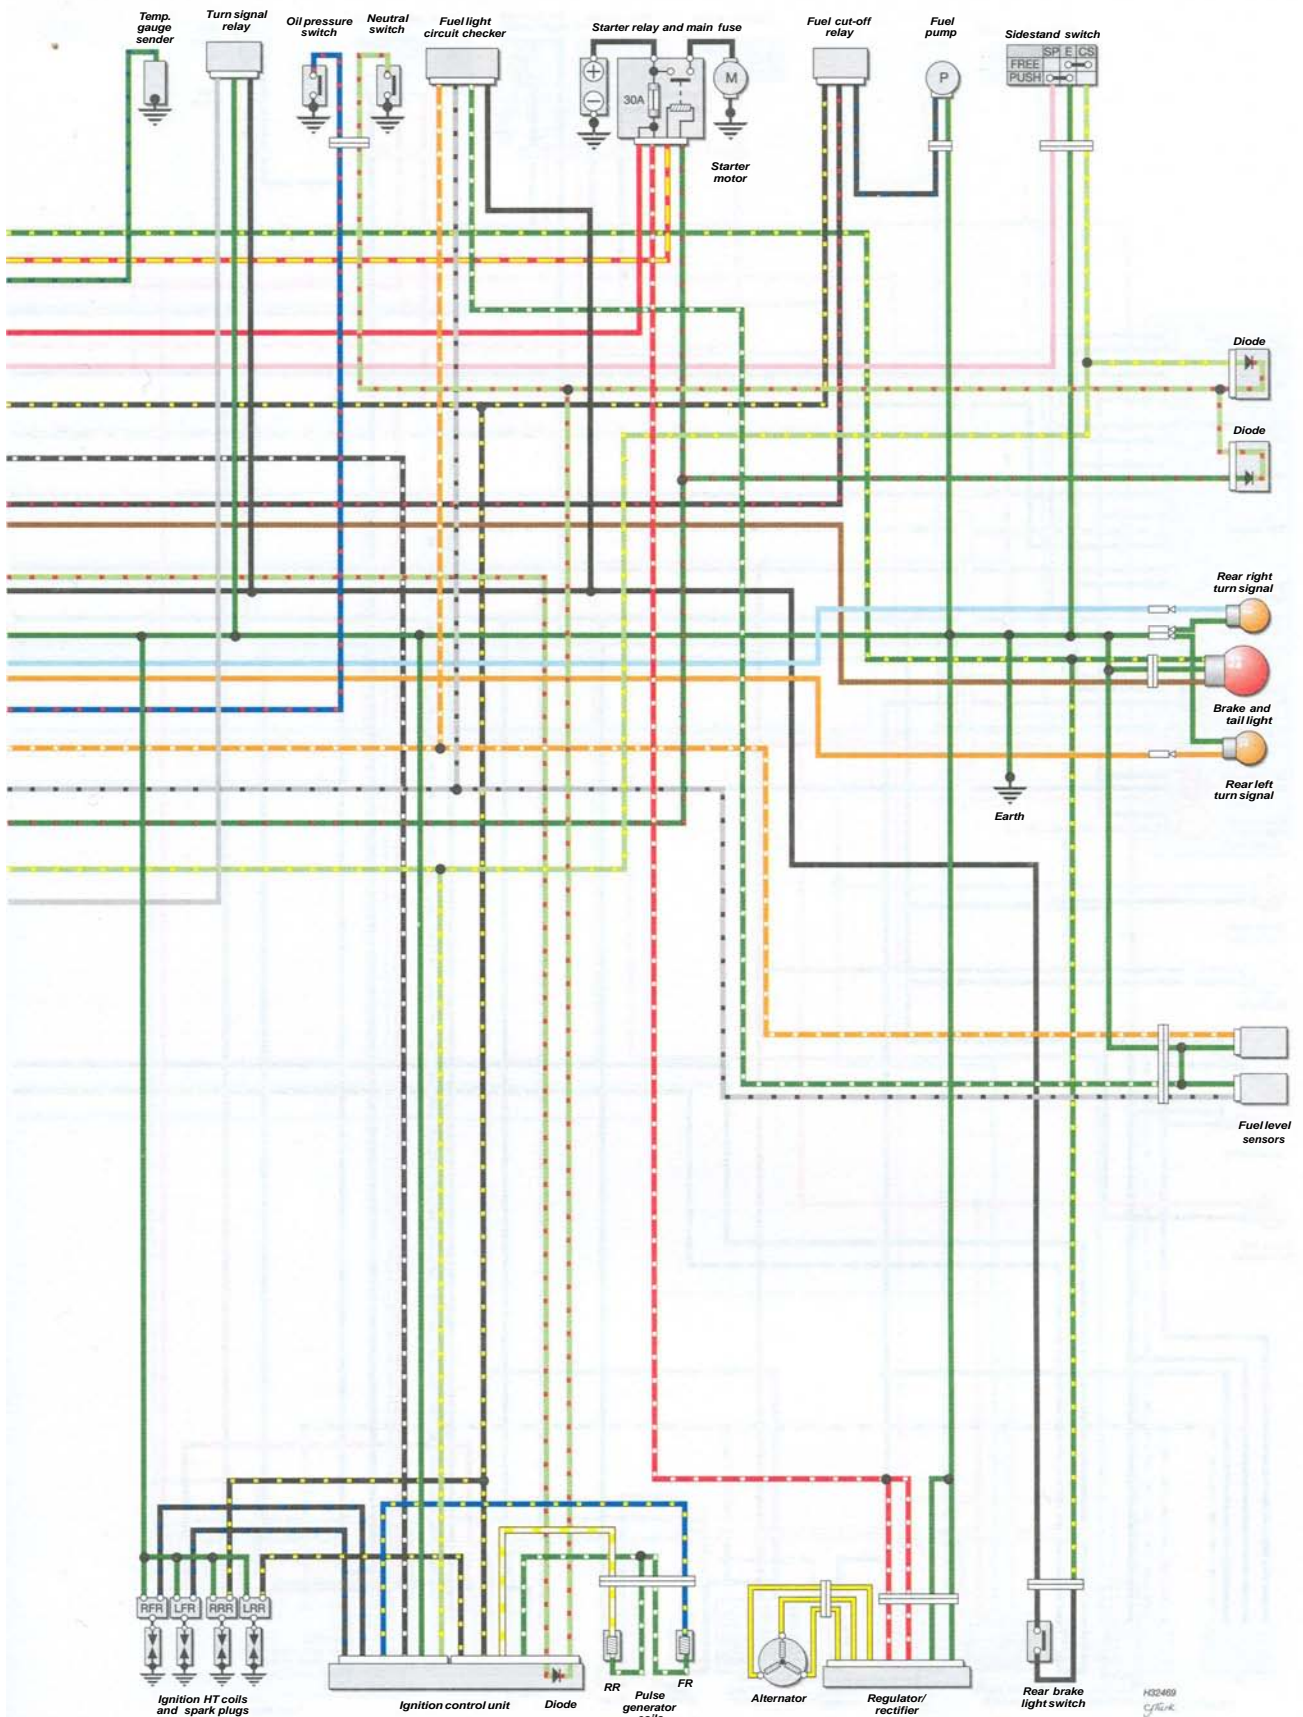 Temp.
gauge
sender
Turn signal
relay
Oil pressure
switch
Neutral
switch
Fuel light
circuit checker
Starter relay and main fuse
30A
M
Starter
motor
Fuel cut-off
relay
Fuel
pump
P
Sidestand switch
SP E CS
FREE
PUSH
Diode
Diode
Rear right
turn signal
Brake and
tail light
Rear left
turn signal
Earth
Fuel level
sensors
RFR LFR RRR LRR
Ignition HT coils
and spark plugs
Ignition control unit
Diode
RR
FR
Pulse
generator
coils
Alternator
Regulator/
rectifier
Rear brake
light switch
H32469